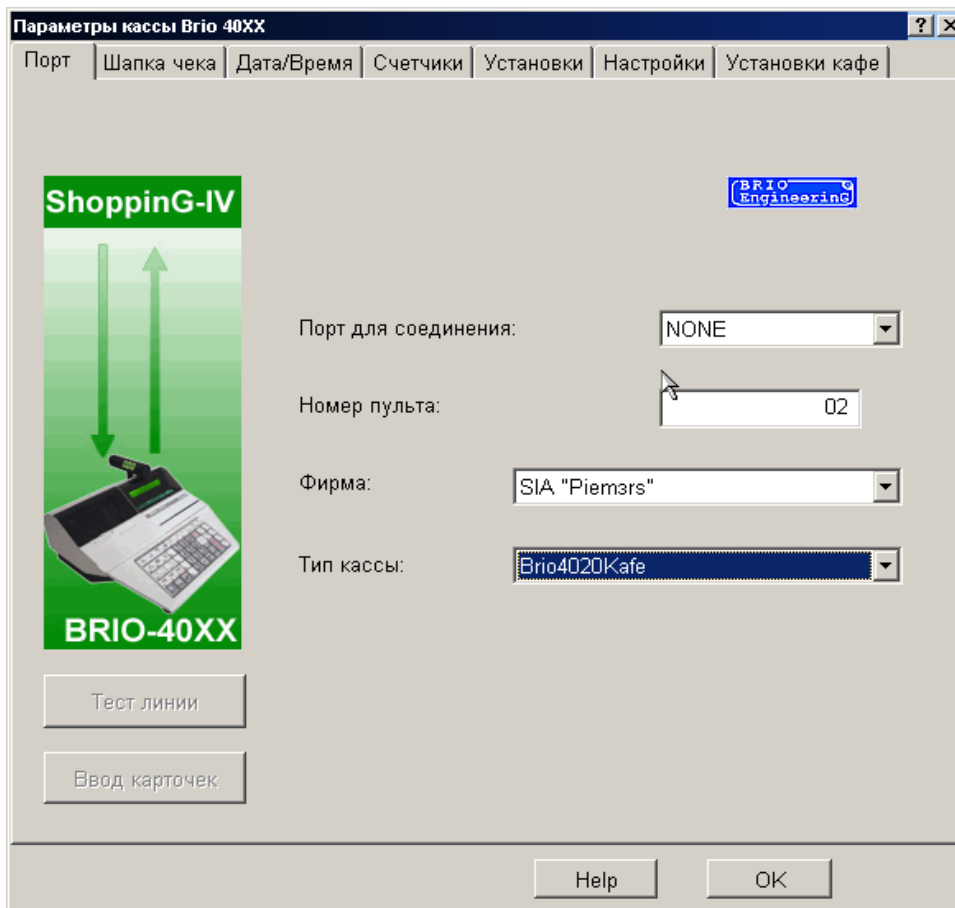 Параметры кассы Brio 40XX
Порт Шапка чека Дата/Время Счетчики Установки Настройки Установки кафе
ShoppinG-IV
BRIO
EngineerinG
Порт для соединения: NONE
Номер пульта: 02
Фирма: SIA "Piemзrs"
Тип кассы: Brio4020Kafe
BRIO-40XX
Тест линии
Ввод карточек
Help OK